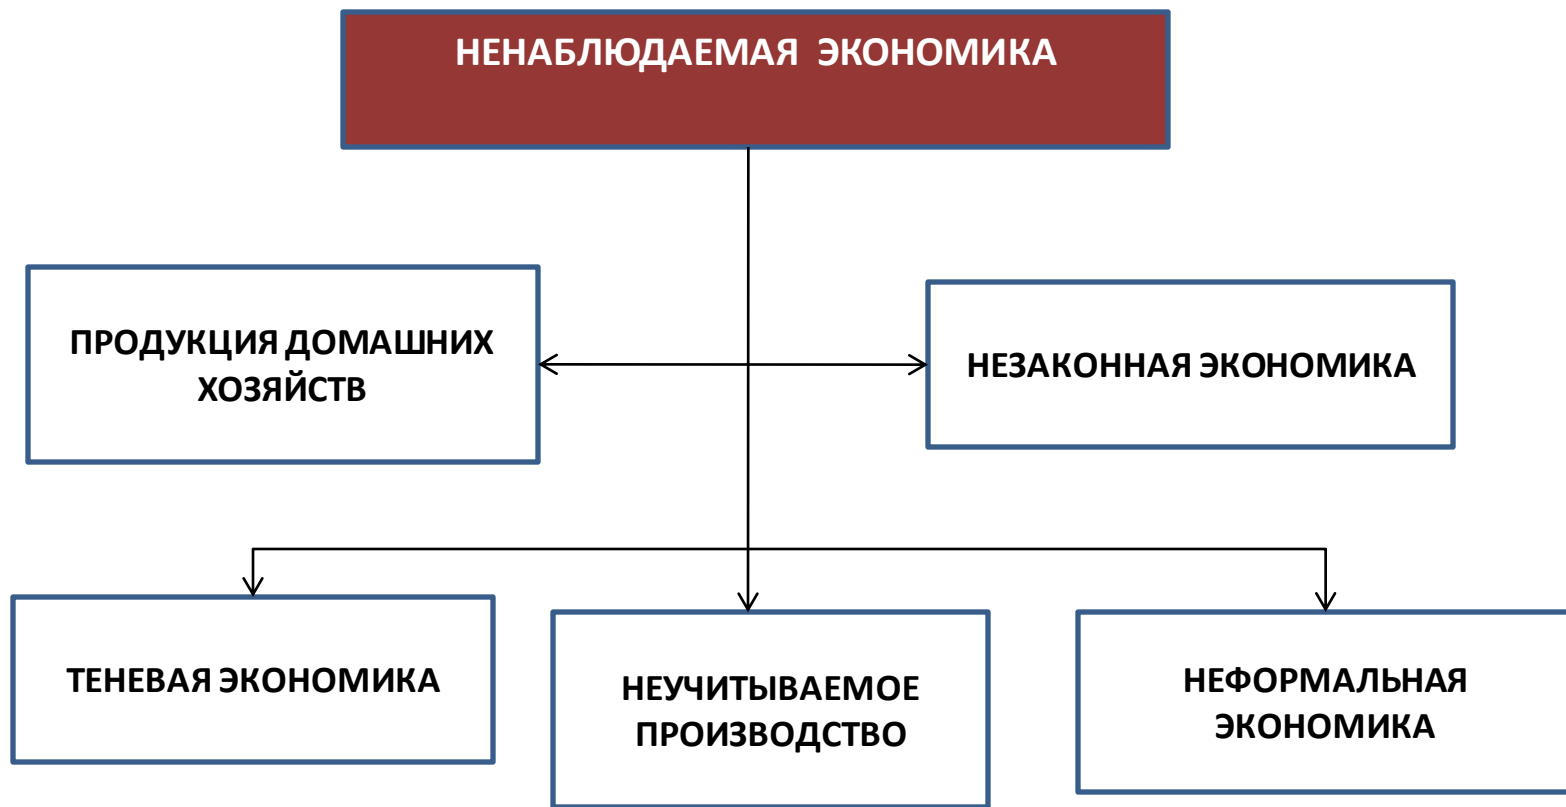 НЕНАБЛЮДАЕМАЯ ЭКОНОМИКА
ПРОДУКЦИЯ ДОМАШНИХ
ХОЗЯЙСТВ
НЕЗАКОННАЯ ЭКОНОМИКА
ТЕНЕВАЯ ЭКОНОМИКА
НЕУЧИТЫВАЕМОЕ
ПРОИЗВОДСТВО
НЕФОРМАЛЬНАЯ
ЭКОНОМИКА